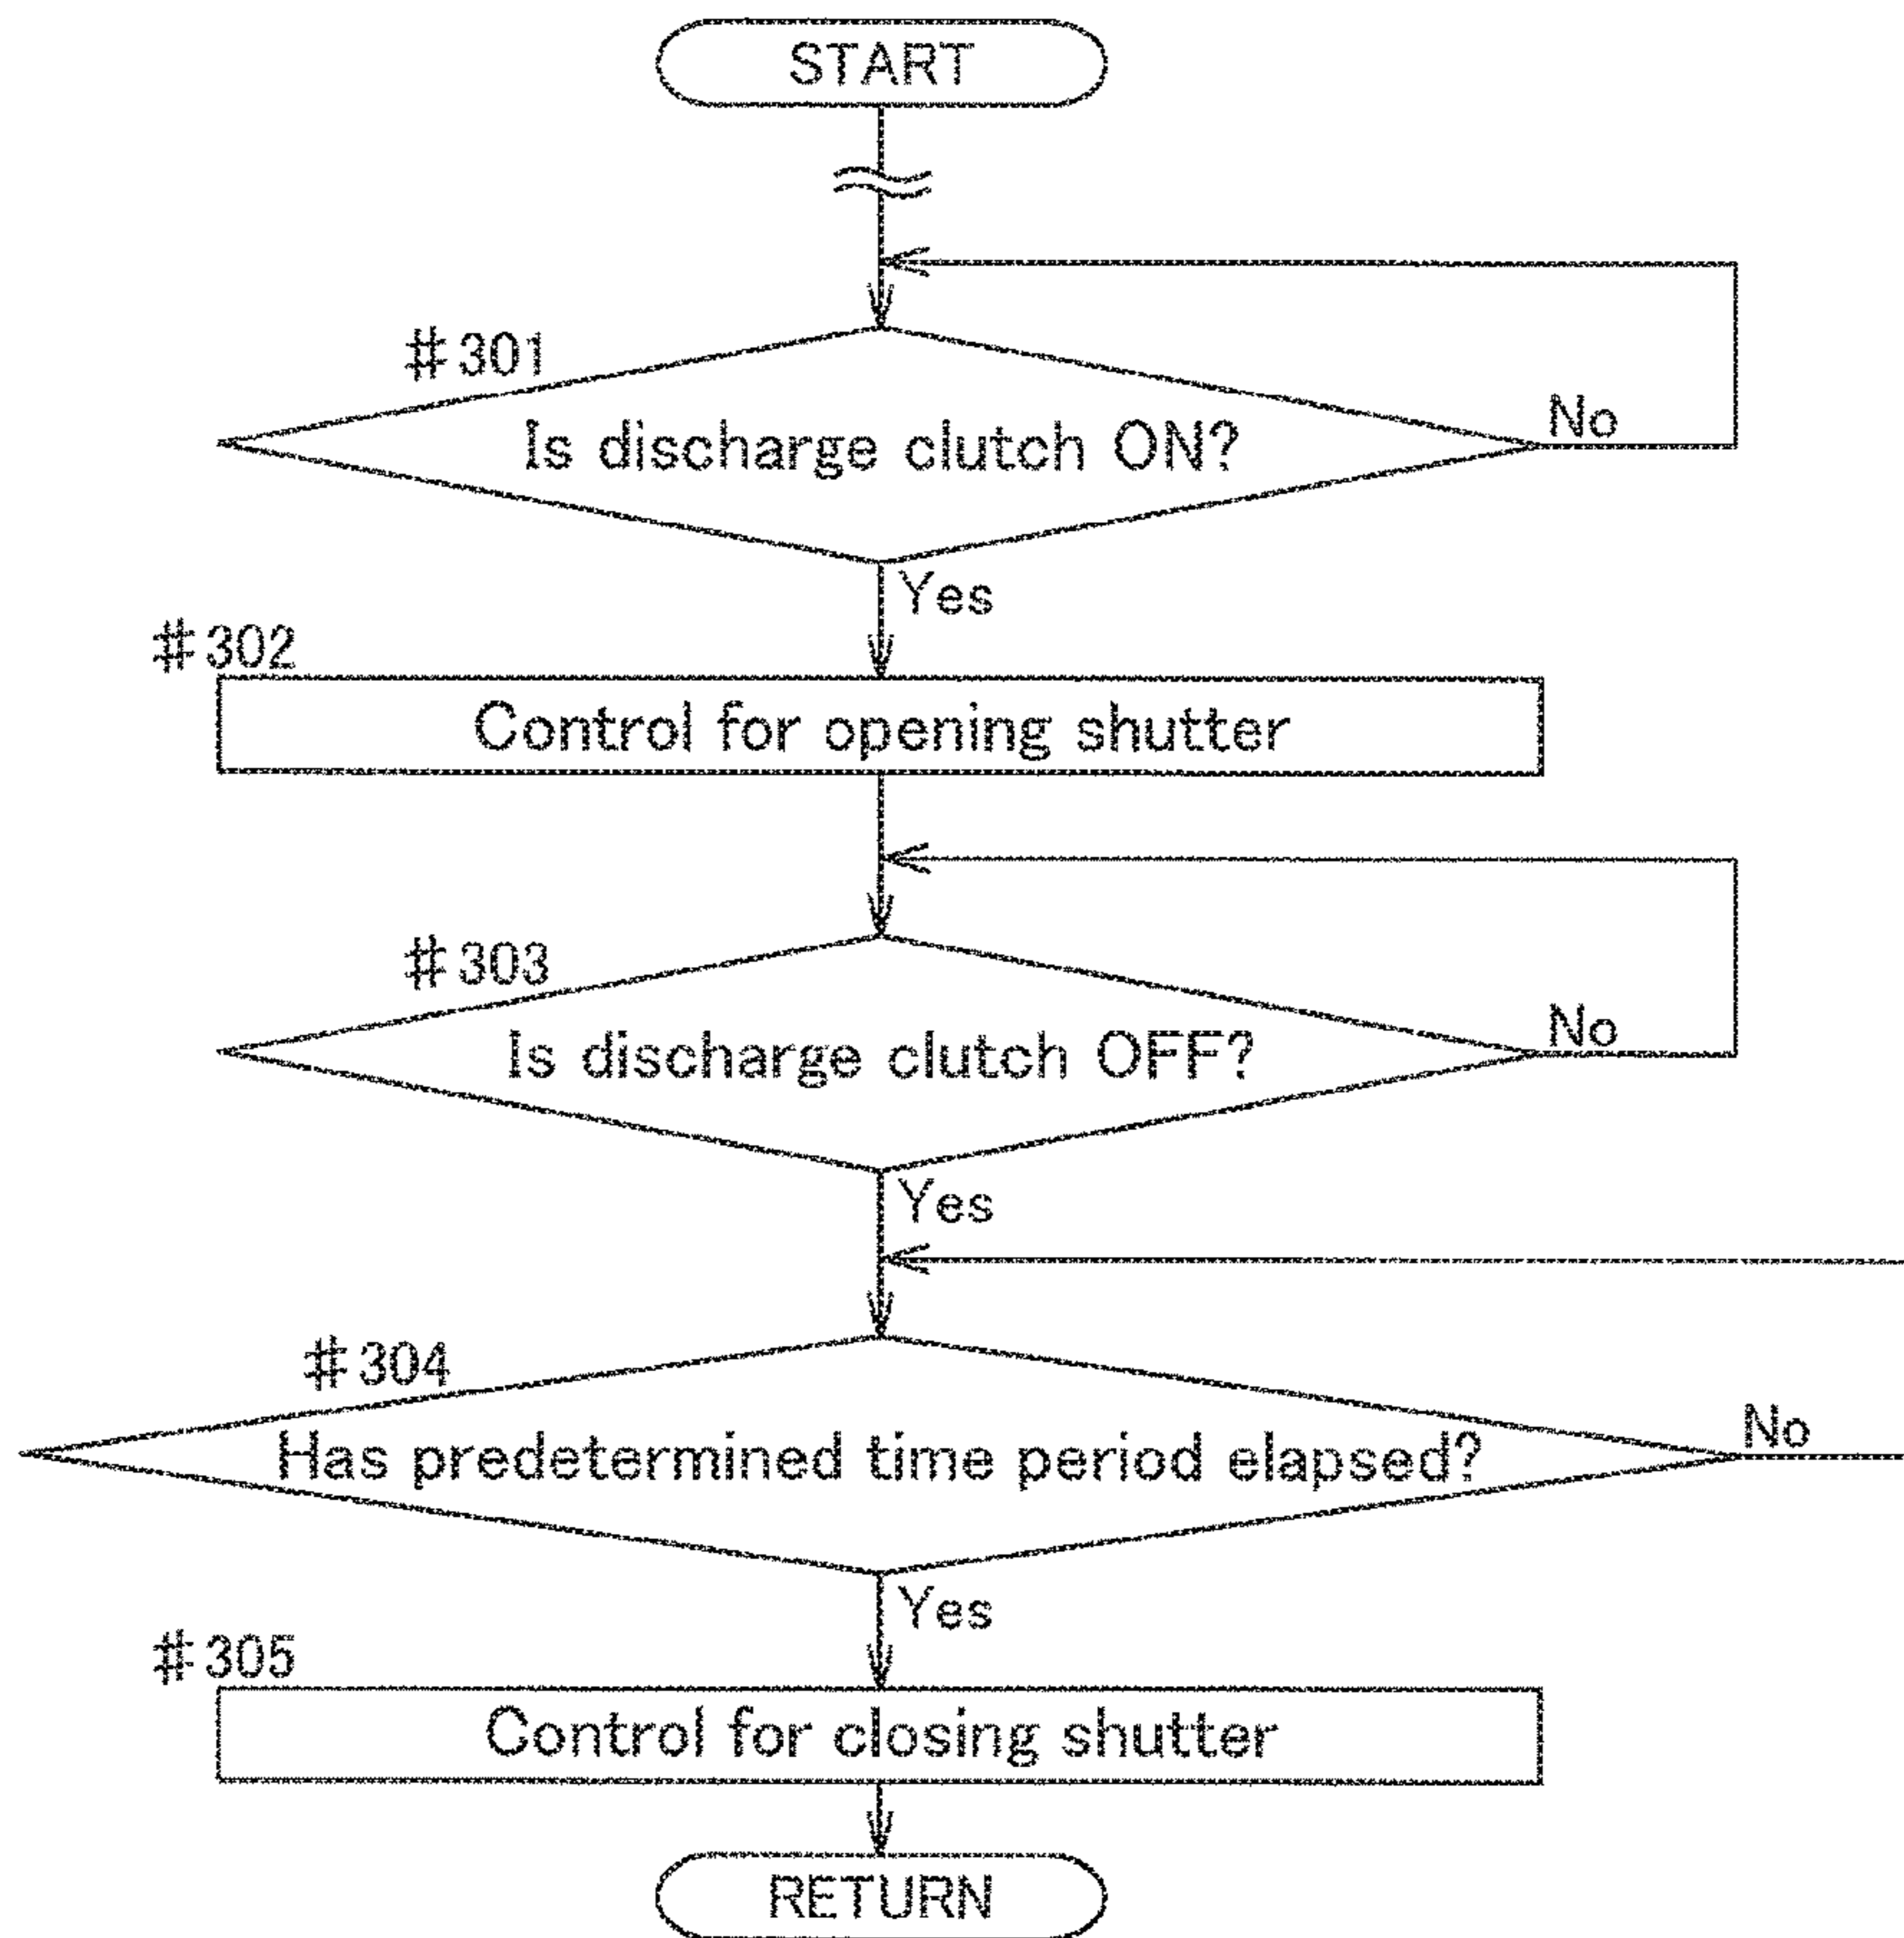 START
#301
Is discharge clutch ON?
No
Yes
#302
Control for opening shutter
#303
Is discharge clutch OFF?
No
Yes
#304
Has predetermined time period elapsed?
No
Yes
#305
Control for closing shutter
RETURN